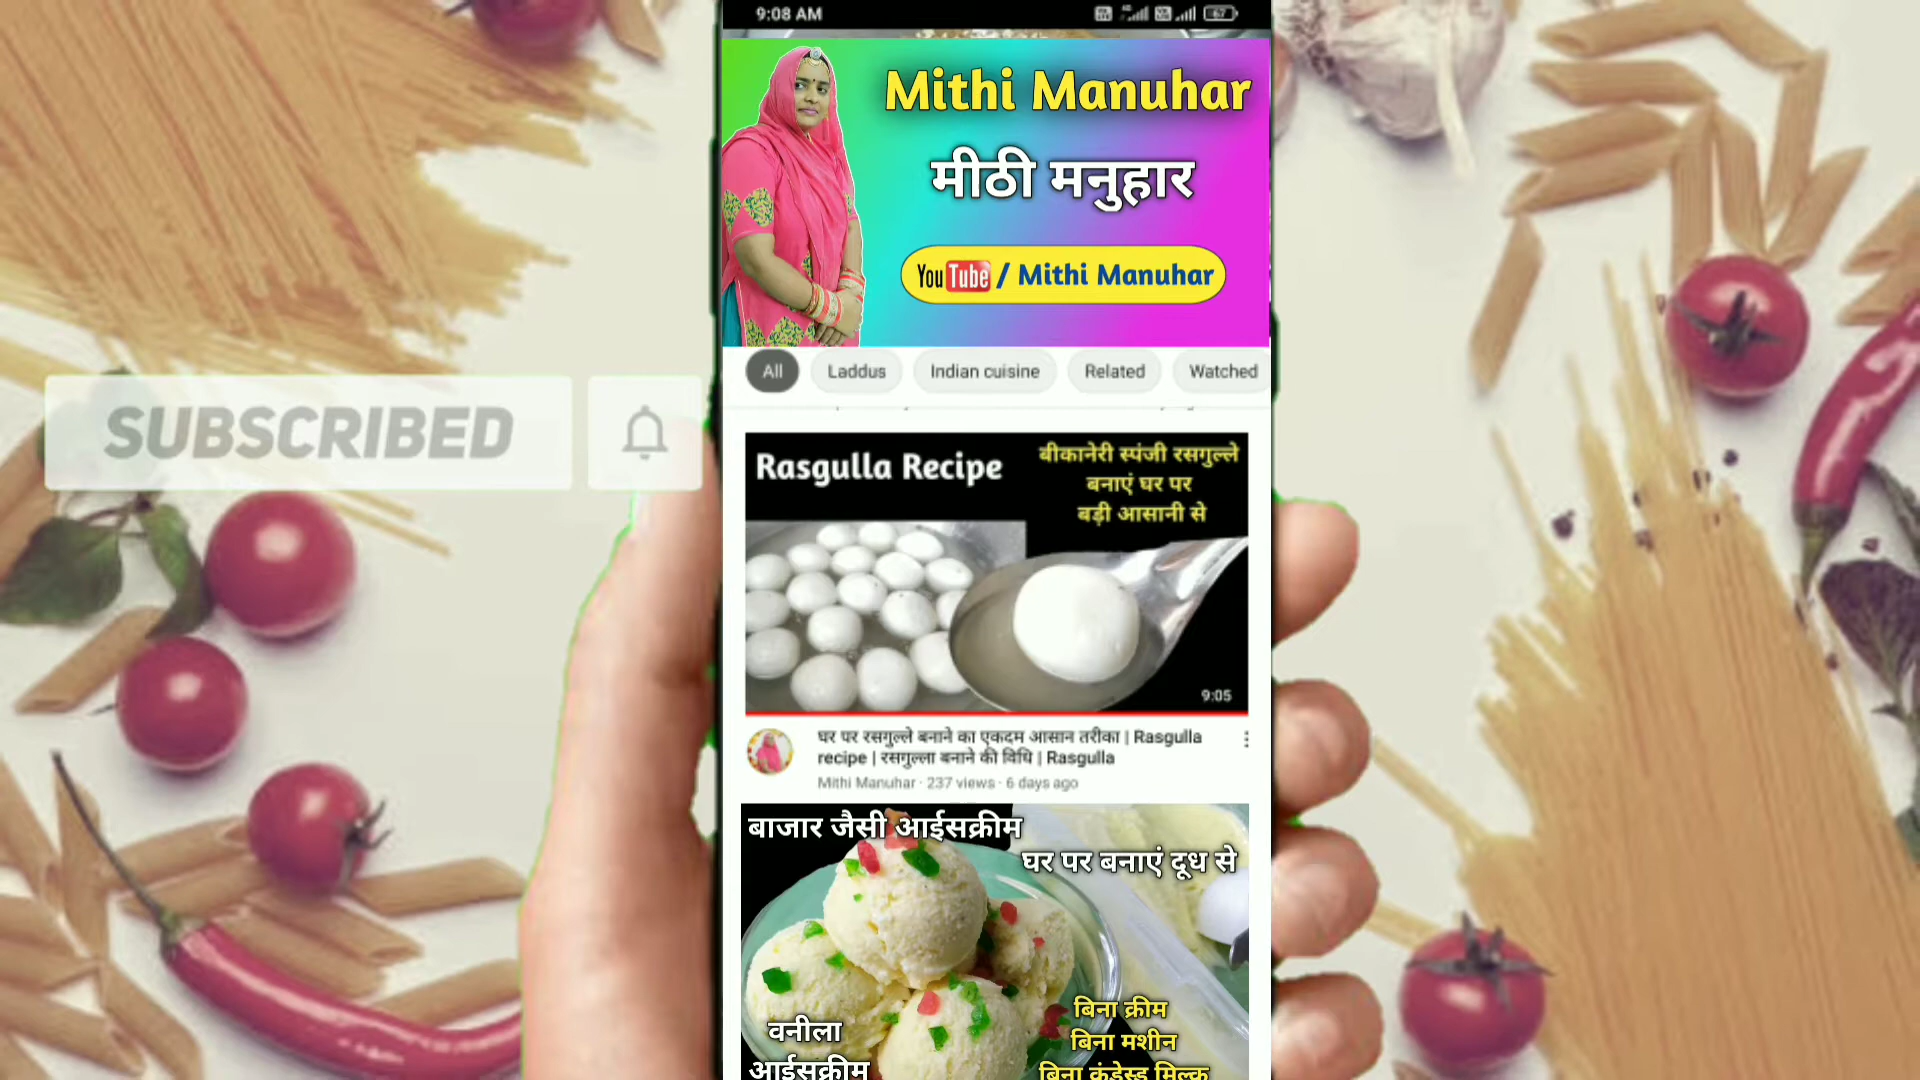 9:08 AM
67
Mithi Manuhar
मीठी मनुहार
YouTube / Mithi Manuhar
All
Laddus
Indian cuisine
Related
Watched
SUBSCRIBED
Rasgulla Recipe
बीकानेरी स्पंजी रसगुल्ले
बनाएं घर पर
बड़ी आसानी से
9:05
घर पर रसगुल्ले बनाने का एकदम आसान तरीका | Rasgulla
recipe | रसगुल्ला बनाने की विधि | Rasgulla
Mithi Manuhar · 237 views · 6 days ago
बाजार जैसी आईसक्रीम
घर पर बनाएं दूध से
वनीला
आईसक्रीम
बिना क्रीम
बिना मशीन
बिना कंडेस्ड मिल्क